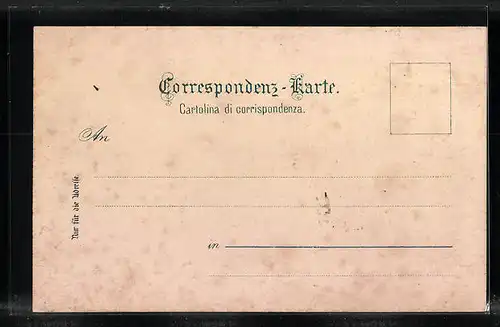 Correspondenz-Karte.
Cartolina di corrispondenza.
An
Nur für die Adresse.
in